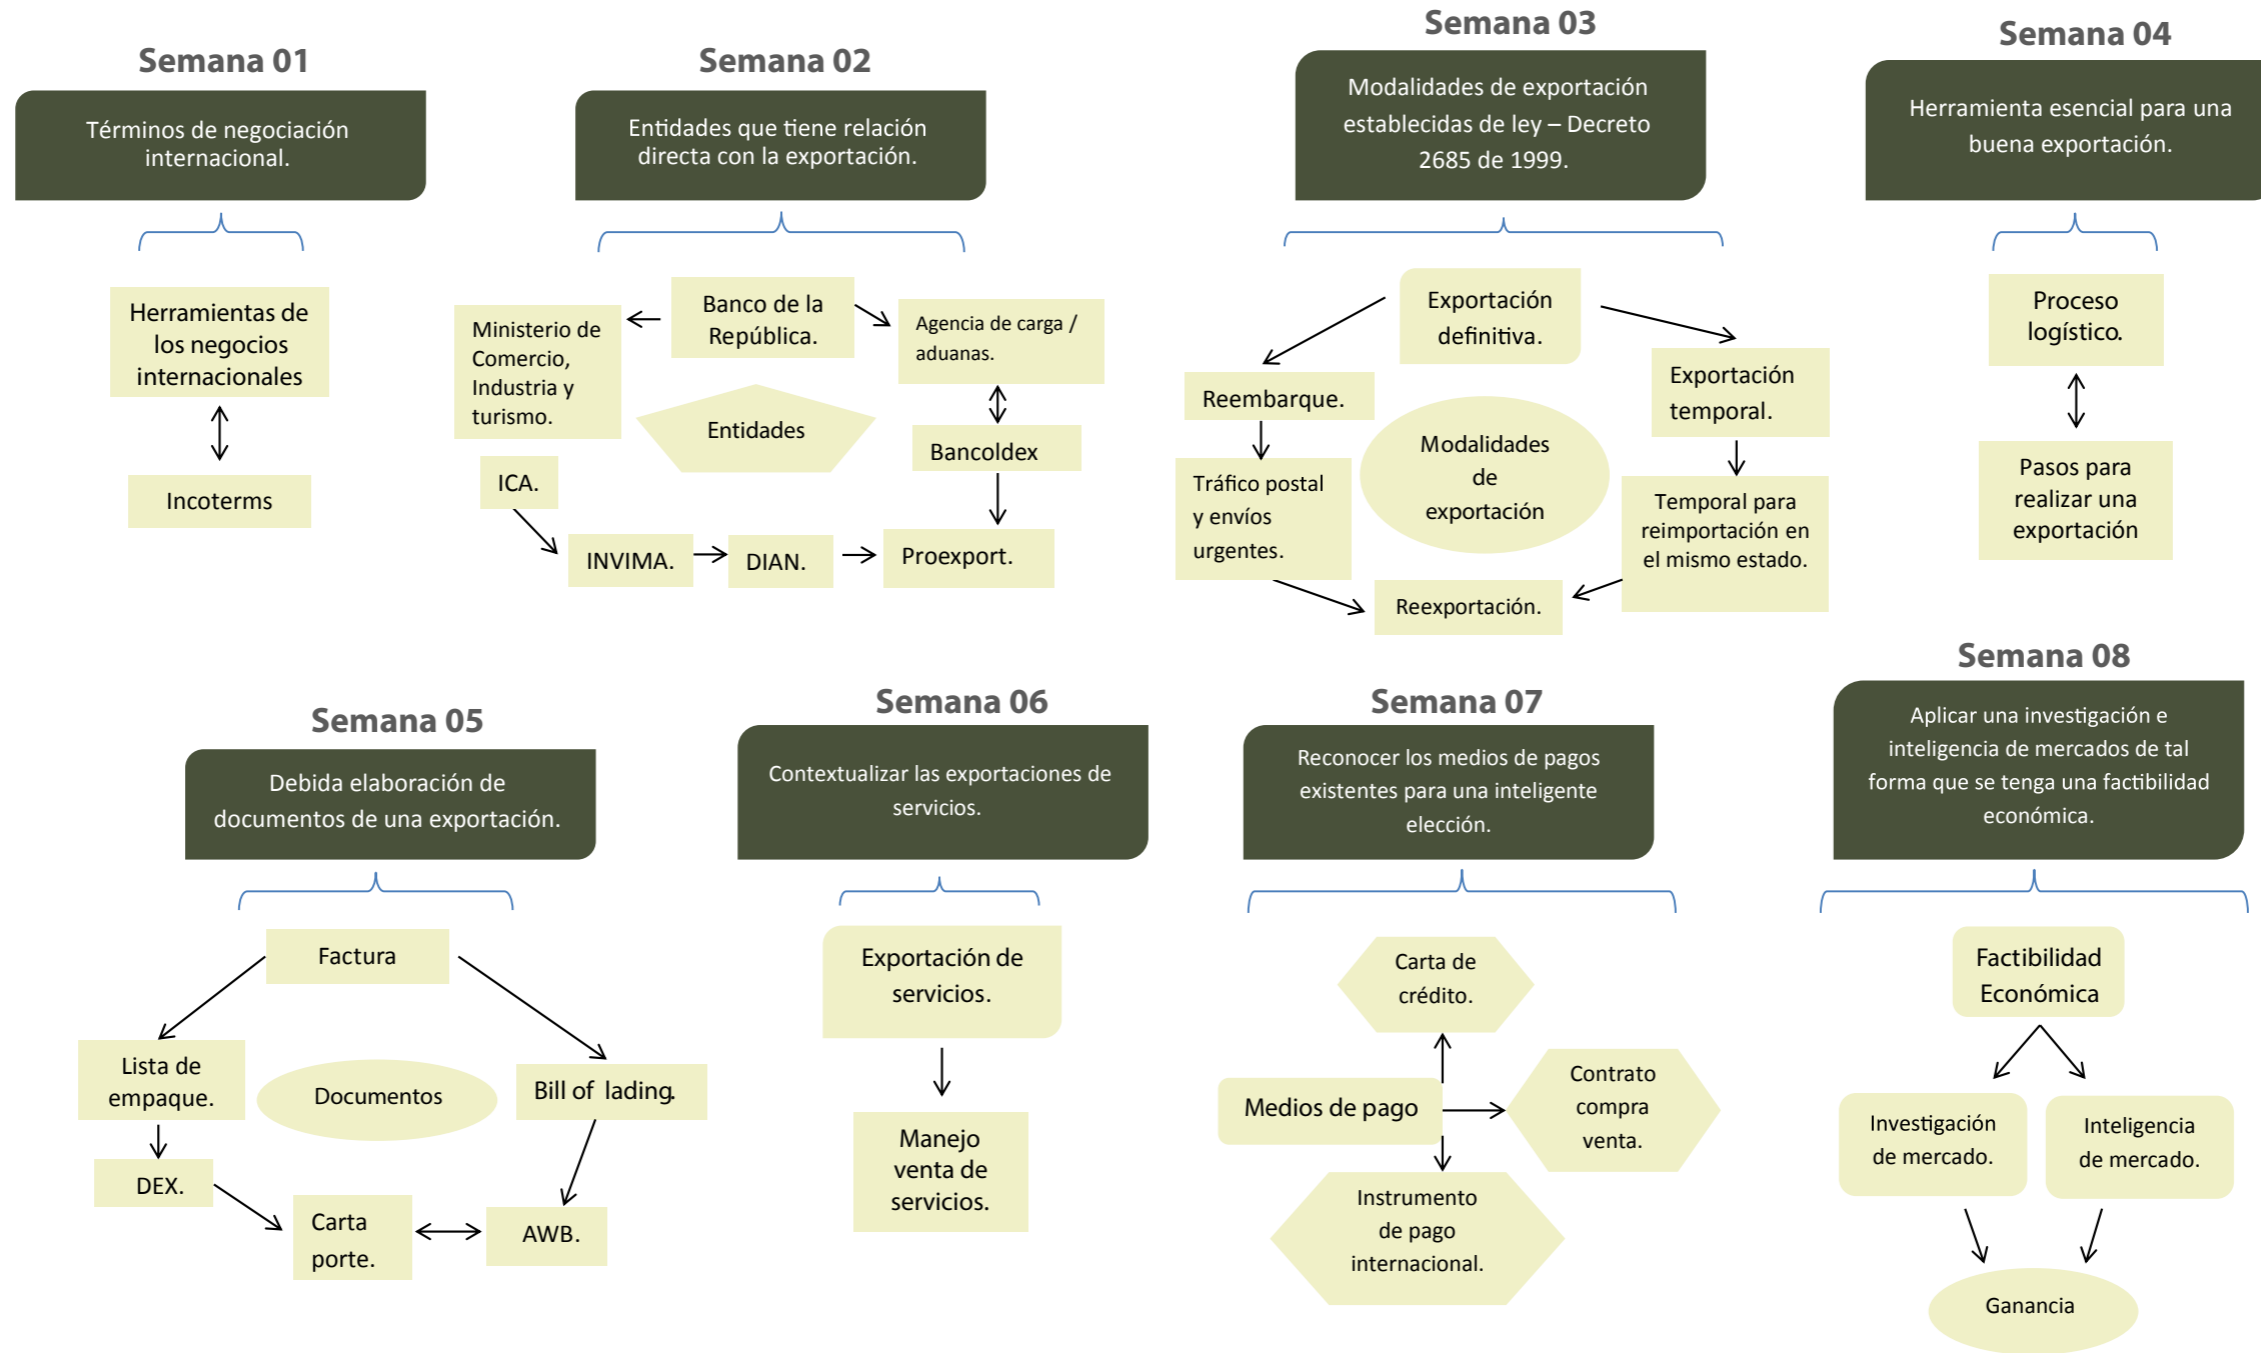 Semana 01
Términos de negociación
internacional.
Herramientas de
los negocios
internacionales
Incoterms
Semana 02
Entidades que tiene relación
directa con la exportación.
Banco de la
República.
Ministerio de
Comercio,
Industria y
turismo.
Agencia de carga /
aduanas.
Entidades
Bancoldex
ICA.
INVIMA.
DIAN.
Proexport.
Semana 03
Modalidades de exportación
establecidas de ley – Decreto
2685 de 1999.
Exportación
definitiva.
Reembarque.
Exportación
temporal.
Modalidades
de
exportación
Tráfico postal
y envíos
urgentes.
Temporal para
reimportación en
el mismo estado.
Reexportación.
Semana 04
Herramienta esencial para una
buena exportación.
Proceso
logístico.
Pasos para
realizar una
exportación
Semana 05
Debida elaboración de
documentos de una exportación.
Factura
Lista de
empaque.
Documentos
Bill of lading.
DEX.
Carta
porte.
AWB.
Semana 06
Contextualizar las exportaciones de
servicios.
Exportación de
servicios.
Manejo
venta de
servicios.
Semana 07
Reconocer los medios de pagos
existentes para una inteligente
elección.
Carta de
crédito.
Medios de pago
Contrato
compra
venta.
Instrumento
de pago
internacional.
Semana 08
Aplicar una investigación e
inteligencia de mercados de tal
forma que se tenga una factibilidad
económica.
Factibilidad
Económica
Investigación
de mercado.
Inteligencia
de mercado.
Ganancia